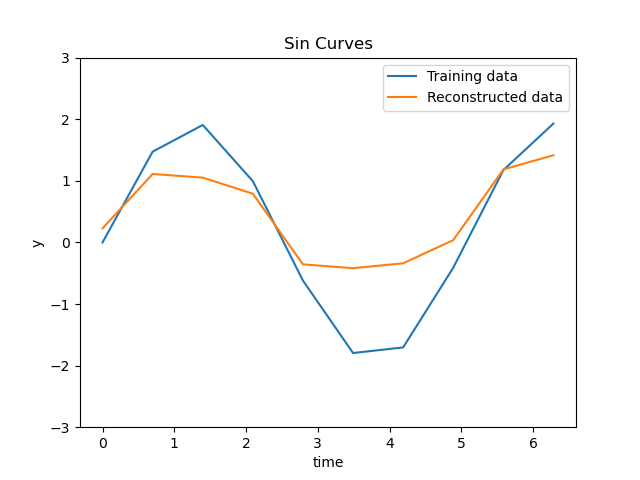 Sin Curves
Training data
Reconstructed data
3
2
1
0
−1
−2
−3
y
0 1 2 3 4 5 6
time